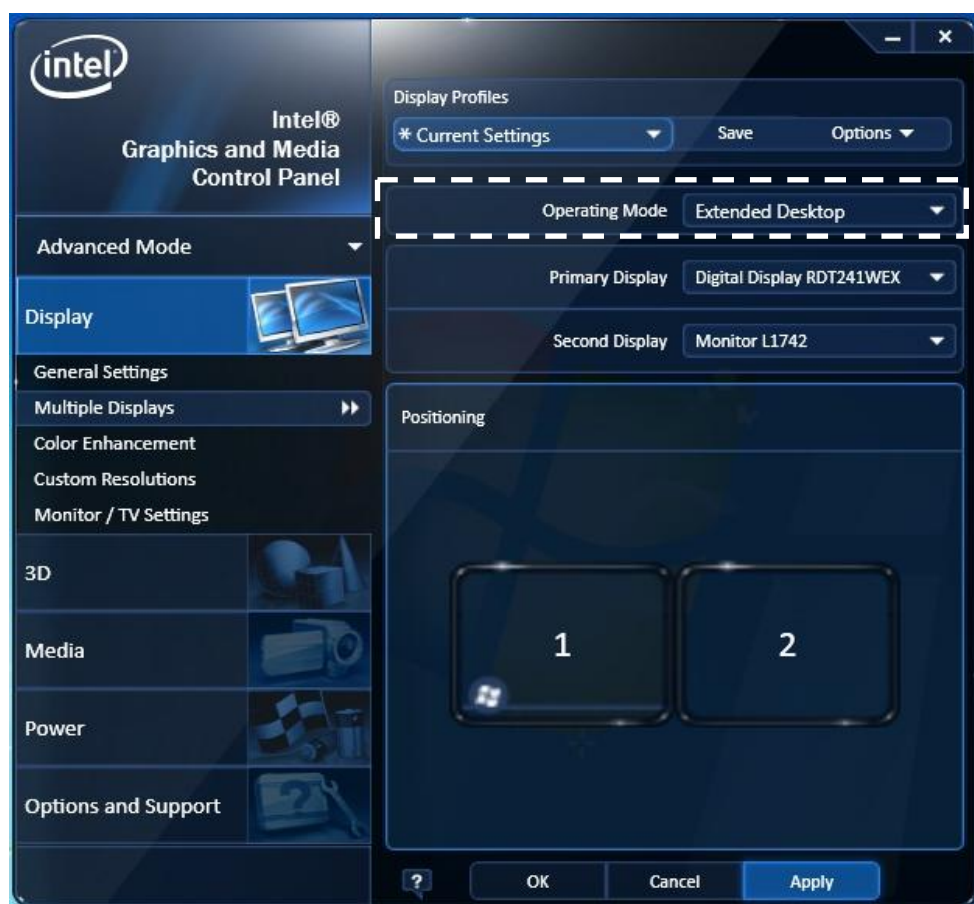 intel
Intel®
Graphics and Media
Control Panel
Advanced Mode
Display
General Settings
Multiple Displays
Color Enhancement
Custom Resolutions
Monitor / TV Settings
3D
Media
Power
Options and Support
Display Profiles
* Current Settings Save Options
Operating Mode Extended Desktop
Primary Display Digital Display RDT241WEX
Second Display Monitor L1742
Positioning
1 2
? OK Cancel Apply